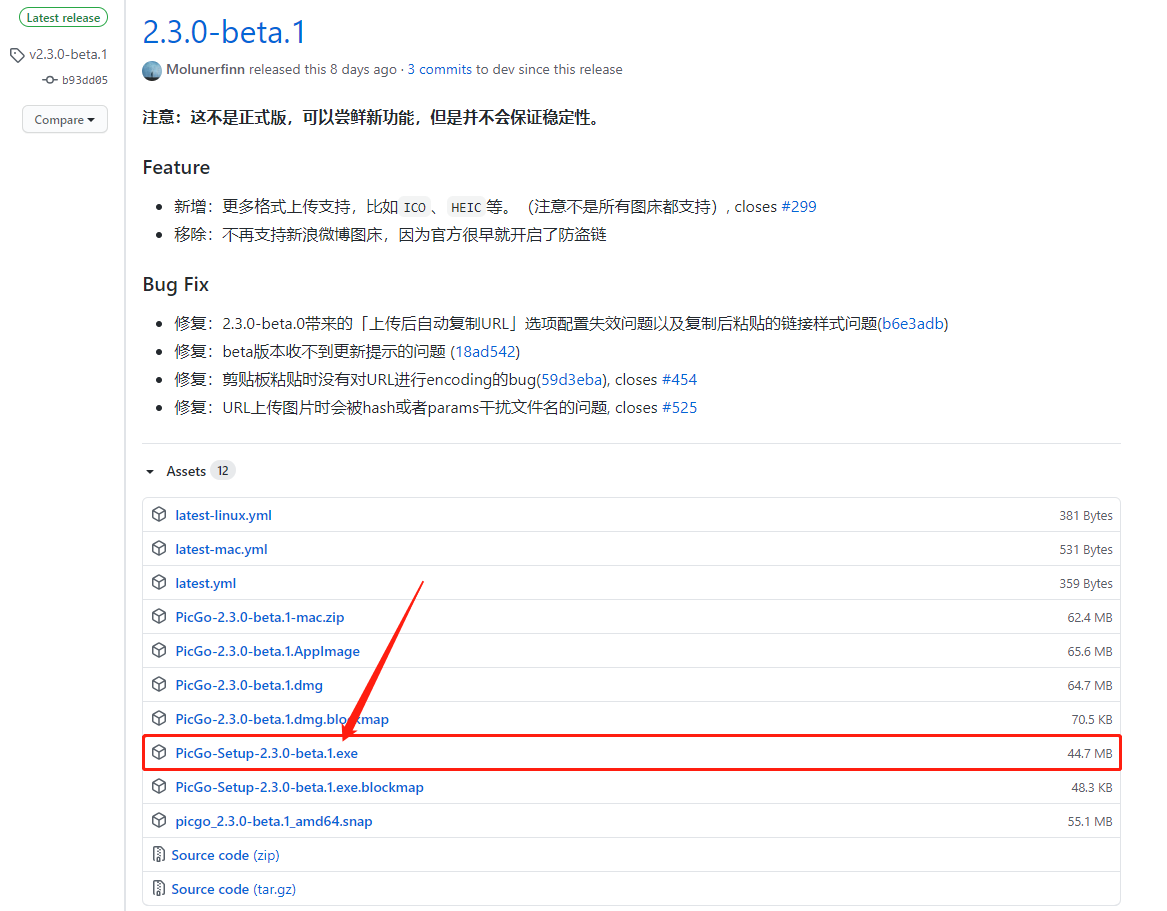 Latest release
v2.3.0-beta.1
b93dd05
Compare
2.3.0-beta.1
Molunerfinn released this 8 days ago · 3 commits to dev since this release
注意：这不是正式版，可以尝鲜新功能，但是并不会保证稳定性。
Feature
新增：更多格式上传支持，比如 ICO 、 HEIC 等。（注意不是所有图床都支持）, closes #299
移除：不再支持新浪微博图床，因为官方很早就开启了防盗链
Bug Fix
修复：2.3.0-beta.0带来的「上传后自动复制URL」选项配置失效问题以及复制后粘贴的链接样式问题(b6e3adb)
修复：beta版本收不到更新提示的问题 (18ad542)
修复：剪贴板粘贴时没有对URL进行encoding的bug(59d3eba), closes #454
修复：URL上传图片时会被hash或者params干扰文件名的问题, closes #525
Assets 12
latest-linux.yml 381 Bytes
latest-mac.yml 531 Bytes
latest.yml 359 Bytes
PicGo-2.3.0-beta.1-mac.zip 62.4 MB
PicGo-2.3.0-beta.1.AppImage 65.6 MB
PicGo-2.3.0-beta.1.dmg 64.7 MB
PicGo-2.3.0-beta.1.dmg.blockmap 70.5 KB
PicGo-Setup-2.3.0-beta.1.exe 44.7 MB
PicGo-Setup-2.3.0-beta.1.exe.blockmap 48.3 KB
picgo_2.3.0-beta.1_amd64.snap 55.1 MB
Source code (zip)
Source code (tar.gz)